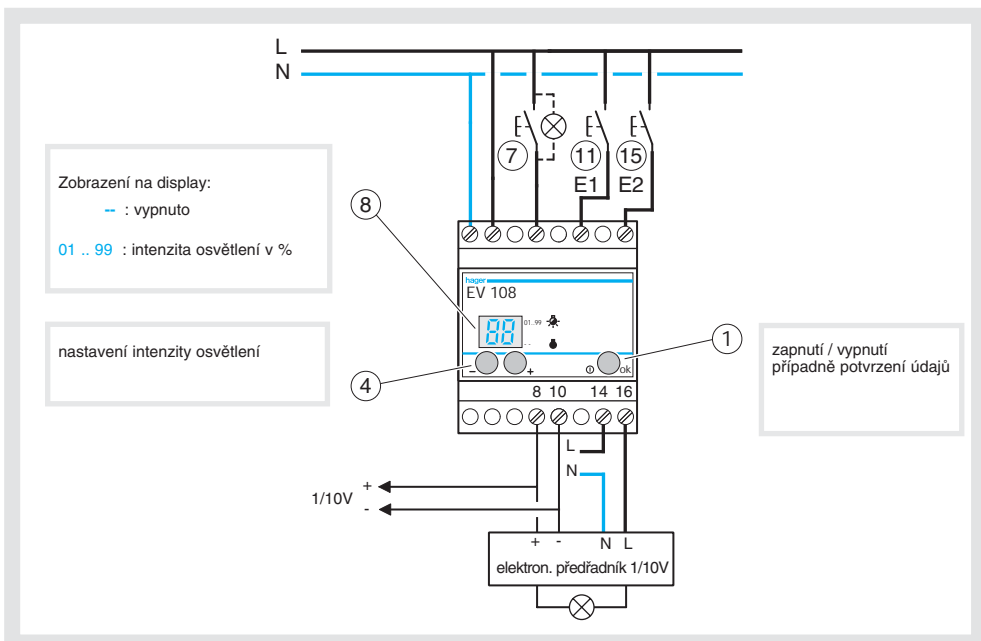 L
N
7
11
15
E1
E2
Zobrazení na display:
-- : vypnuto
01 .. 99 : intenzita osvětlení v %
8
hager
EV 108
88
01..99
--
nastavení intenzity osvětlení
4
- +
ok
1
zapnutí / vypnutí
případně potvrzení údajů
8 10 14 16
L
N
+
1/10V
-
+ - N L
elektron. předřadník 1/10V